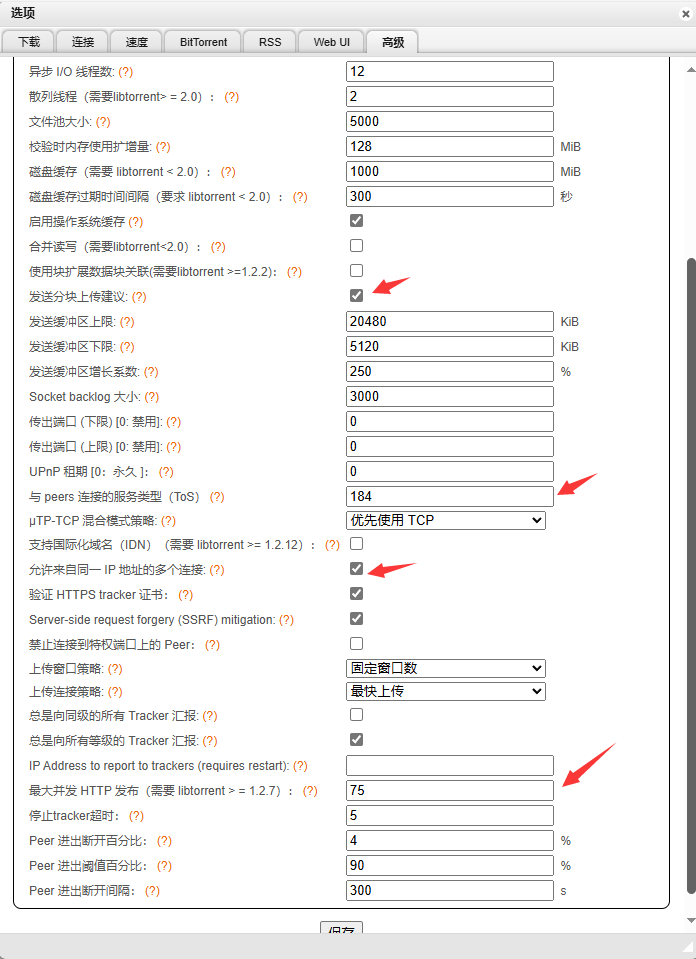 选项
下载 连接 速度 BitTorrent RSS Web UI 高级
异步 I/O 线程数: (?) 12
散列线程（需要libtorrent> = 2.0）： (?) 2
文件池大小: (?) 5000
校验时内存使用扩增量: (?) 128 MiB
磁盘缓存（需要 libtorrent < 2.0）： (?) 1000 MiB
磁盘缓存过期时间间隔（要求 libtorrent < 2.0）： (?) 300 秒
启用操作系统缓存 (?)
合并读写（需要libtorrent<2.0）： (?)
使用块扩展数据块关联(需要libtorrent >=1.2.2)： (?)
发送分块上传建议: (?)
发送缓冲区上限: (?) 20480 KiB
发送缓冲区下限: (?) 5120 KiB
发送缓冲区增长系数: (?) 250 %
Socket backlog 大小: (?) 3000
传出端口 (下限) [0: 禁用]: (?) 0
传出端口 (上限) [0: 禁用]: (?) 0
UPnP 租期 [0：永久 ]： (?) 0
与 peers 连接的服务类型（ToS） (?) 184
μTP-TCP 混合模式策略: (?) 优先使用 TCP
支持国际化域名（IDN）（需要 libtorrent >= 1.2.12）： (?)
允许来自同一 IP 地址的多个连接: (?)
验证 HTTPS tracker 证书： (?)
Server-side request forgery (SSRF) mitigation: (?)
禁止连接到特权端口上的 Peer： (?)
上传窗口策略: (?) 固定窗口数
上传连接策略: (?) 最快上传
总是向同级的所有 Tracker 汇报: (?)
总是向所有等级的 Tracker 汇报: (?)
IP Address to report to trackers (requires restart): (?)
最大并发 HTTP 发布（需要 libtorrent > = 1.2.7）： (?) 75
停止tracker超时： (?) 5
Peer 进出断开百分比： (?) 4 %
Peer 进出阈值百分比： (?) 90 %
Peer 进出断开间隔： (?) 300 s
保存